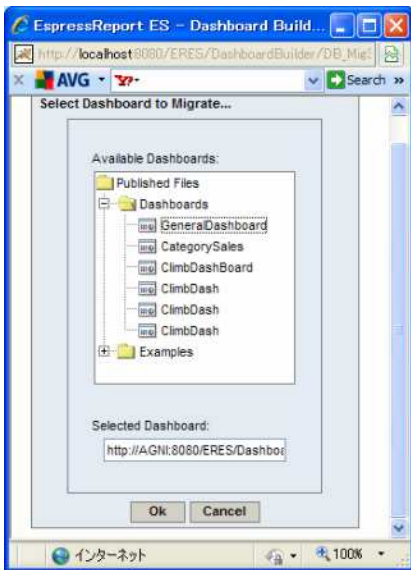 EspressReport ES - Dashboard Build...
http://localhost:8080/ERES/DashboardBuilder/DB_Mig
AVG Y? Search »
Select Dashboard to Migrate...
Available Dashboards:
Published Files
Dashboards
GeneralDashboard
CategorySales
ClimbDashBoard
ClimbDash
ClimbDash
ClimbDash
Examples
Selected Dashboard:
http://AGNI:8080/ERES/Dashboa
Ok Cancel
インターネット 100%